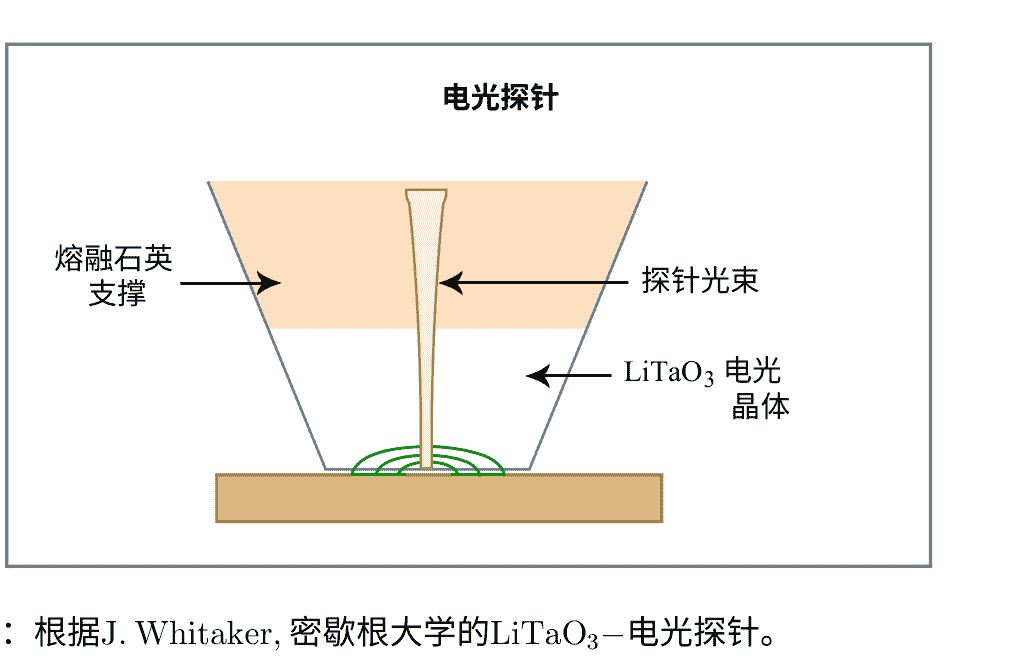 电光探针
熔融石英
支撑
探针光束
LiTaO₃ 电光
晶体
：根据J. Whitaker, 密歇根大学的LiTaO₃–电光探针。